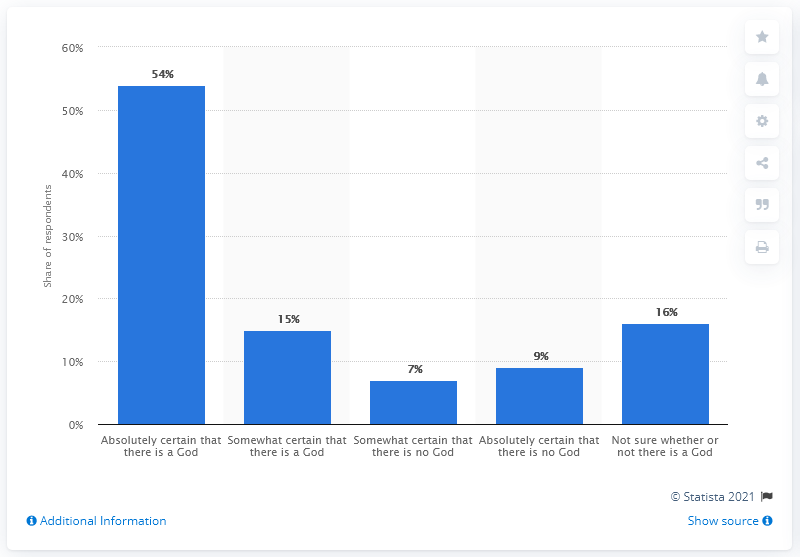 60%
54%
50%
40%
Share of respondents
30%
20%
16%
15%
10%
9%
7%
0%
Absolutely certain that there is a God
Somewhat certain that there is a God
Somewhat certain that there is no God
Absolutely certain that there is no God
Not sure whether or not there is a God
© Statista 2021
Additional Information
Show source